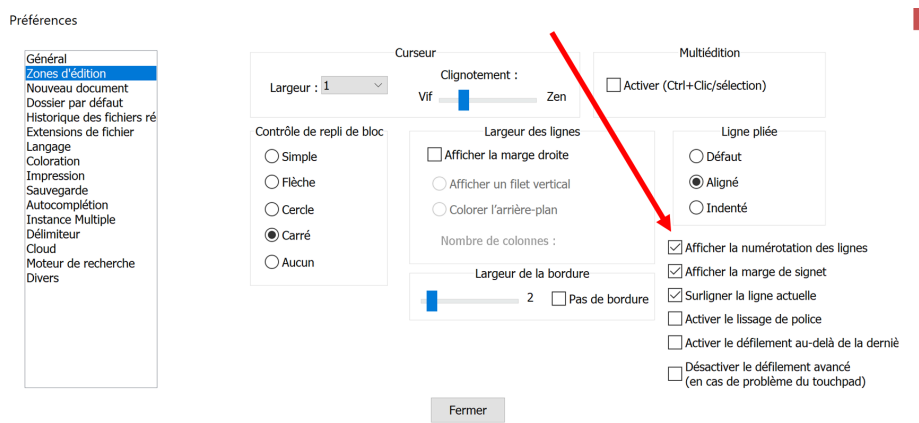 Préférences
Général
Zones d'édition
Nouveau document
Dossier par défaut
Historique des fichiers ré
Extensions de fichier
Langage
Coloration
Impression
Sauvegarde
Autocomplétion
Instance Multiple
Délimiteur
Cloud
Moteur de recherche
Divers
Curseur
Largeur : 1
Clignotement :
Vif Zen
Multiédition
Activer (Ctrl+Clic/sélection)
Contrôle de repli de bloc
Simple
Flèche
Cercle
Carré
Aucun
Largeur des lignes
Afficher la marge droite
Afficher un filet vertical
Colorer l'arrière-plan
Nombre de colonnes :
Ligne pliée
Défaut
Aligné
Indenté
Largeur de la bordure
2 Pas de bordure
Afficher la numérotation des lignes
Afficher la marge de signet
Surligner la ligne actuelle
Activer le lissage de police
Activer le défilement au-delà de la derniè
Désactiver le défilement avancé
(en cas de problème du touchpad)
Fermer